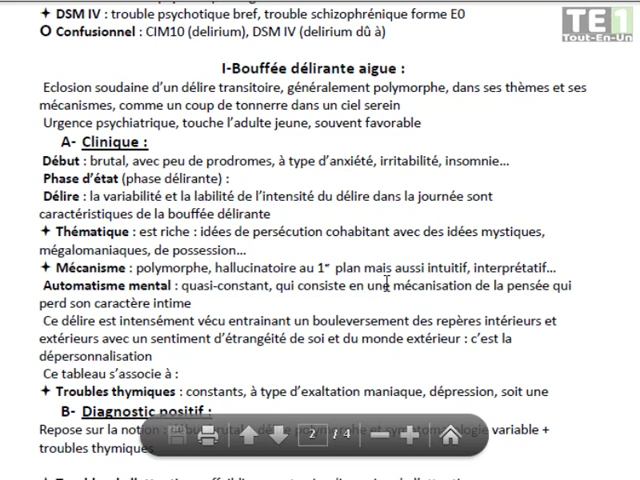 ✦ DSM IV : trouble psychotique bref, trouble schizophrénique forme E0
O Confusionnel : CIM10 (delirium), DSM IV (delirium dû à)
TE1
Tout-En-Un
I-Bouffée délirante aigue :
Eclosion soudaine d'un délire transitoire, généralement polymorphe, dans ses thèmes et ses
mécanismes, comme un coup de tonnerre dans un ciel serein
Urgence psychiatrique, touche l'adulte jeune, souvent favorable
A- Clinique :
Début : brutal, avec peu de prodromes, à type d'anxiété, irritabilité, insomnie…
Phase d'état (phase délirante) :
Délire : la variabilité et la labilité de l'intensité du délire dans la journée sont
caractéristiques de la bouffée délirante
✦ Thématique : est riche : idées de persécution cohabitant avec des idées mystiques,
mégalomaniaques, de possession…
✦ Mécanisme : polymorphe, hallucinatoire au 1er plan mais aussi intuitif, interprétatif…
Automatisme mental : quasi-constant, qui consiste en une mécanisation de la pensée qui
perd son caractère intime
Ce délire est intensément vécu entrainant un bouleversement des repères intérieurs et
extérieurs avec un sentiment d'étrangéité de soi et du monde extérieur : c'est la
dépersonnalisation
Ce tableau s'associe à :
✦ Troubles thymiques : constants, à type d'exaltation maniaque, dépression, soit une
B- Diagnostic positif :
Repose sur la notion : variable +
troubles thymiques
2 / 4